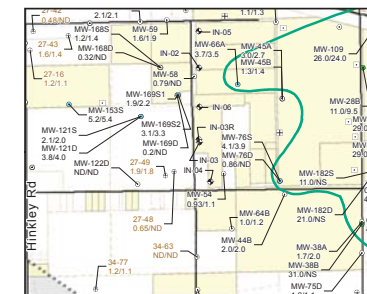 27-42
0.48/ND
2.1/2.1
1.1/1.3
MW-168S
1.2/1.4
MW-59
1.6/1.9
IN-05
MW-168D
0.32/ND
27-43
1.6/1.4
IN-02
MW-66A
3.7/3.5
MW-45A
3.0/2.7
MW-45B
1.3/1.4
MW-109
26.0/24.0
27-16
1.2/1.1
MW-58
0.79/ND
MW-169S1
1.9/2.2
MW-153S
5.2/5.4
IN-06
MW-28B
11.0/9.5
MW-121S
2.1/2.0
MW-121D
3.8/4.0
MW-169S2
3.1/3.3
MW-169D
0.2/ND
IN-03R
MW-76S
4.1/3.9
MW-76D
0.86/ND
29.0
MW-122D
ND/ND
27-49
1.9/1.8
IN-03
IN-04
MW-182S
11.0/NS
MW-54
0.93/1.1
27-48
0.65/ND
MW-64B
1.0/1.2
MW-182D
21.0/NS
Hinkley Rd
34-63
ND/ND
MW-44B
2.0/2.0
MW-38A
1.7/2.0
MW-38B
31.0/NS
34-77
1.2/1.1
MW-75D